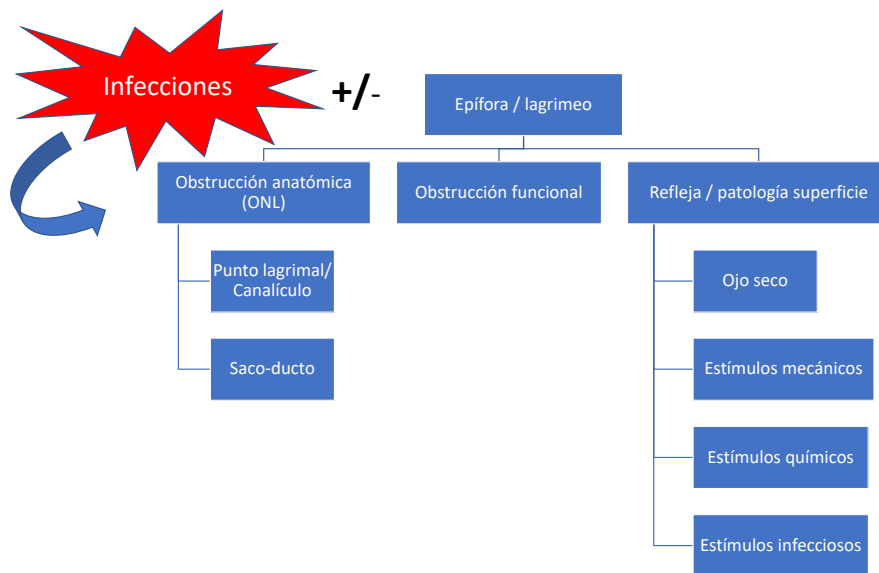 Infecciones
+/-
Epífora / lagrimeo
Obstrucción anatómica
(ONL)
Obstrucción funcional
Refleja / patología superficie
Punto lagrimal/
Canalículo
Saco-ducto
Ojo seco
Estímulos mecánicos
Estímulos químicos
Estímulos infecciosos